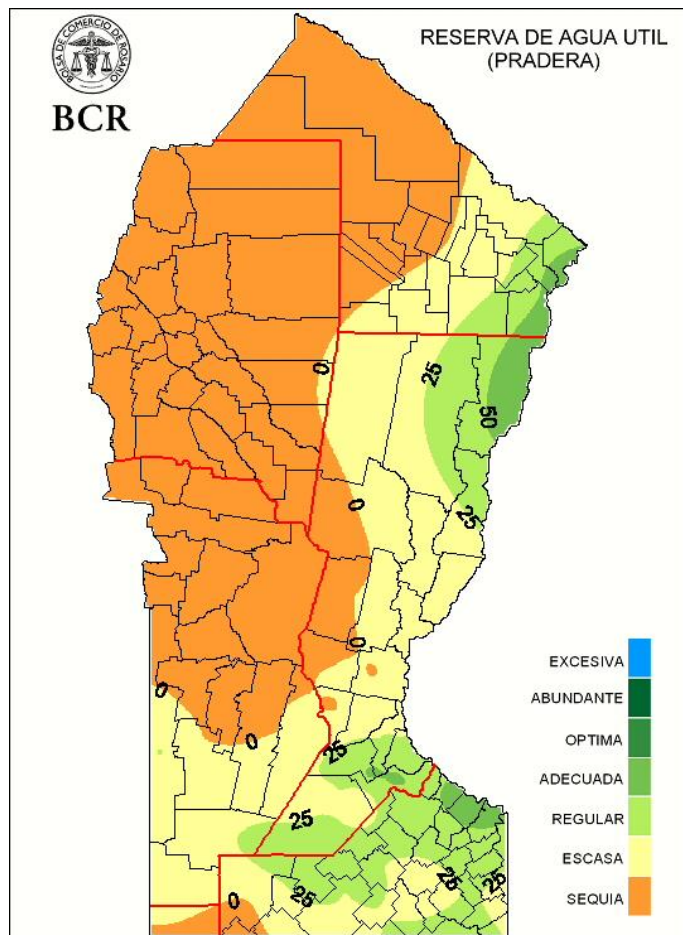 BOLSA DE COMERCIO DE ROSARIO
BCR
RESERVA DE AGUA UTIL
(PRADERA)
0
25
50
0
25
0
0
0
25
25
0
25
25
25
EXCESIVA
ABUNDANTE
OPTIMA
ADECUADA
REGULAR
ESCASA
SEQUIA